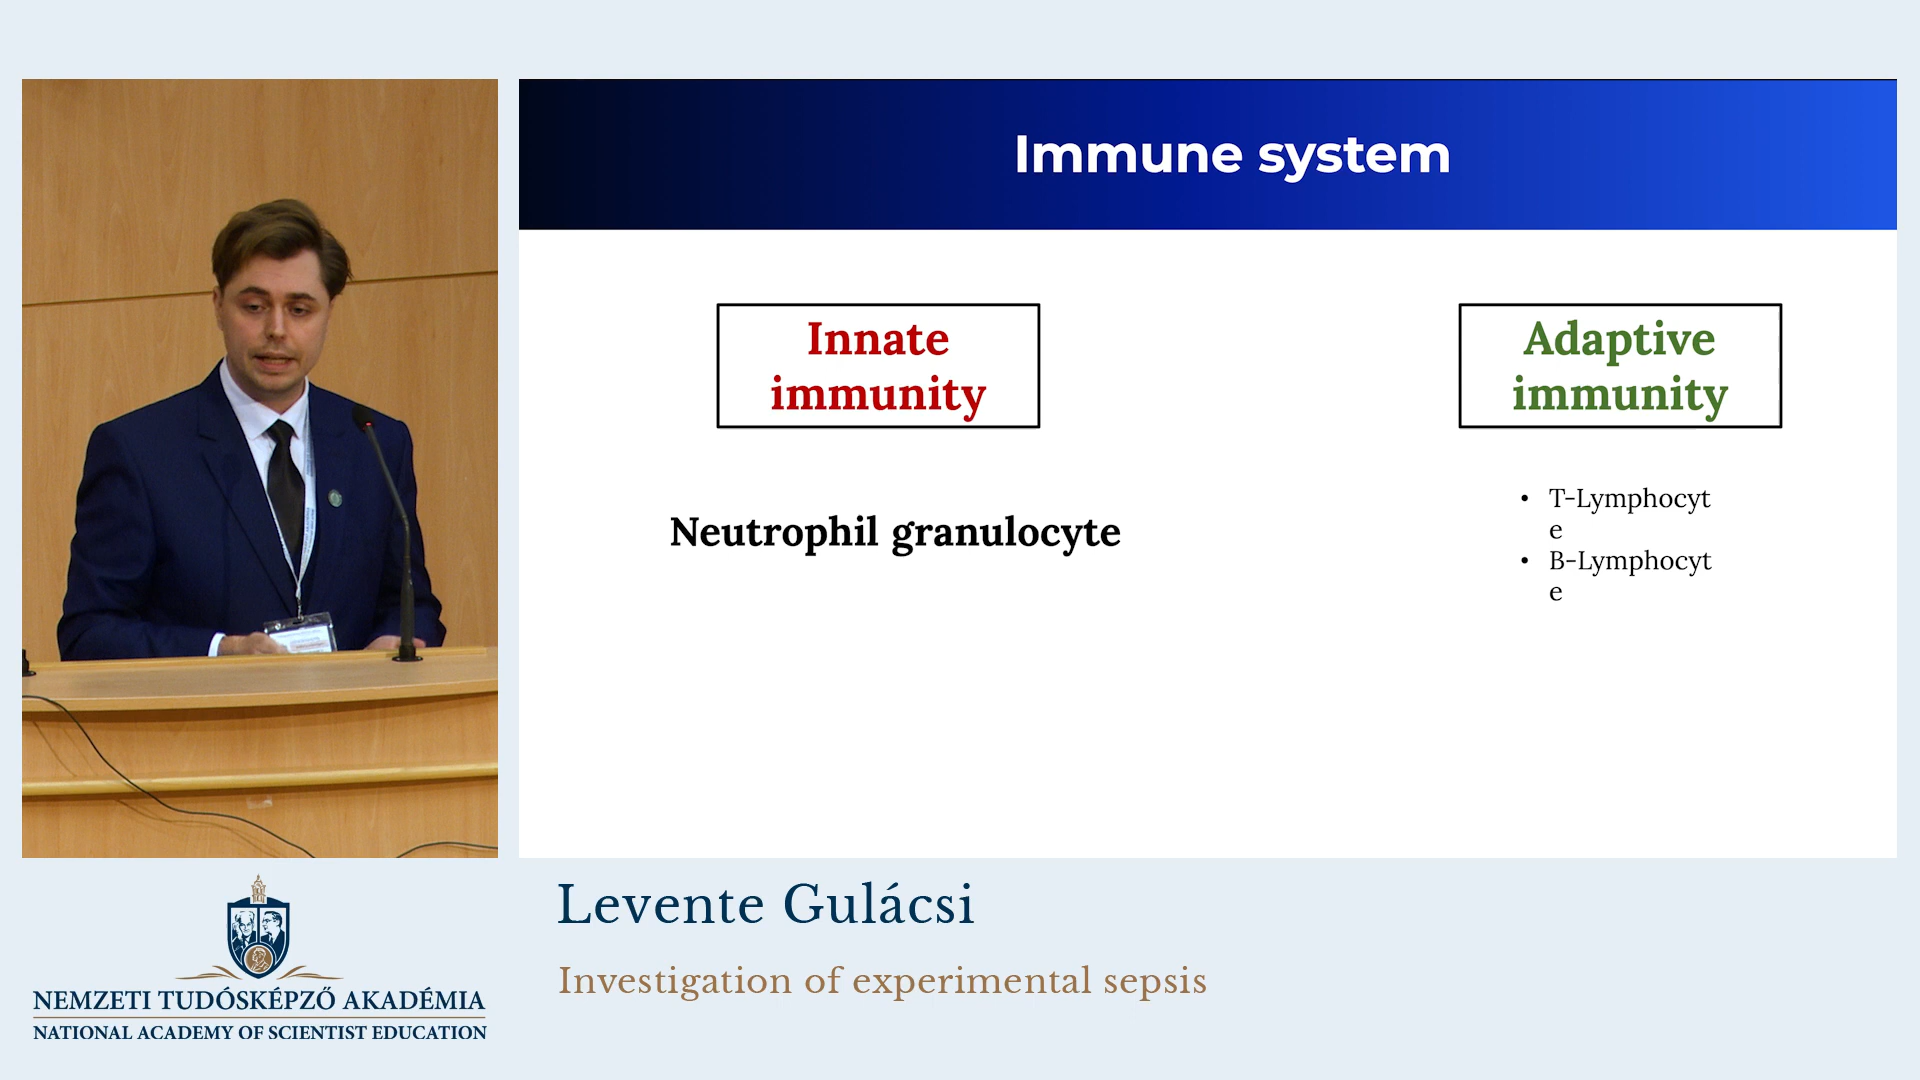 Immune system
Innate
immunity
Adaptive
immunity
Neutrophil granulocyte
• T-Lymphocyt
e
• B-Lymphocyt
e
Levente Gulácsi
Investigation of experimental sepsis
NEMZETI TUDÓSKÉPZŐ AKADÉMIA
NATIONAL ACADEMY OF SCIENTIST EDUCATION